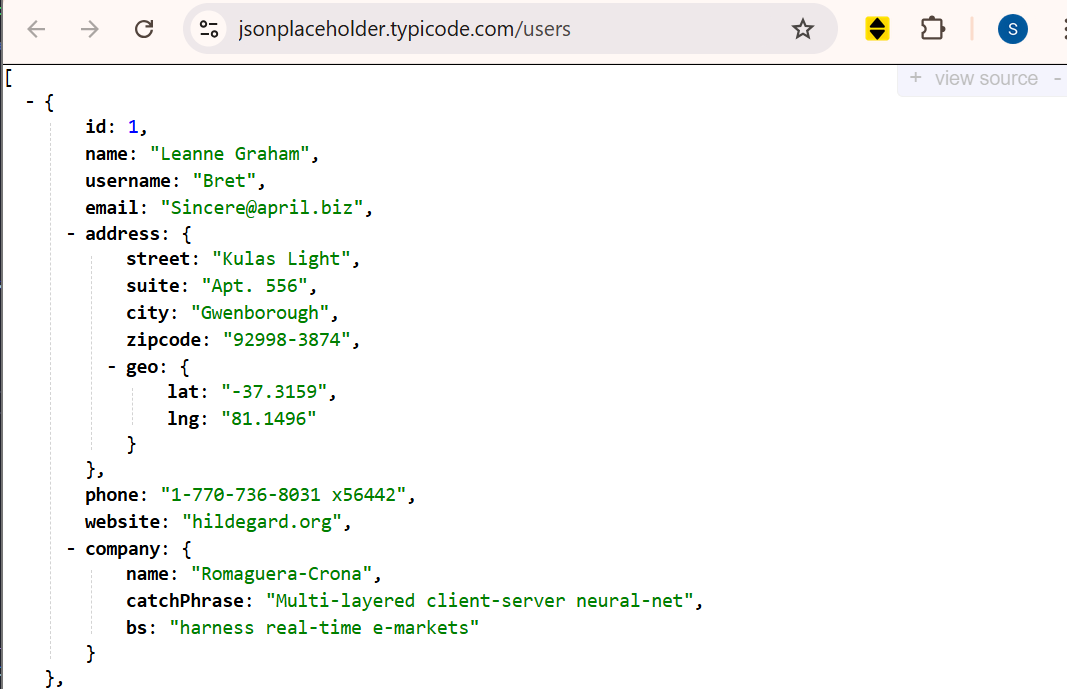 jsonplaceholder.typicode.com/users
S
[
+ view source -
- {
id: 1,
name: "Leanne Graham",
username: "Bret",
email: "Sincere@april.biz",
- address: {
street: "Kulas Light",
suite: "Apt. 556",
city: "Gwenborough",
zipcode: "92998-3874",
- geo: {
lat: "-37.3159",
lng: "81.1496"
}
},
phone: "1-770-736-8031 x56442",
website: "hildegard.org",
- company: {
name: "Romaguera-Crona",
catchPhrase: "Multi-layered client-server neural-net",
bs: "harness real-time e-markets"
}
},